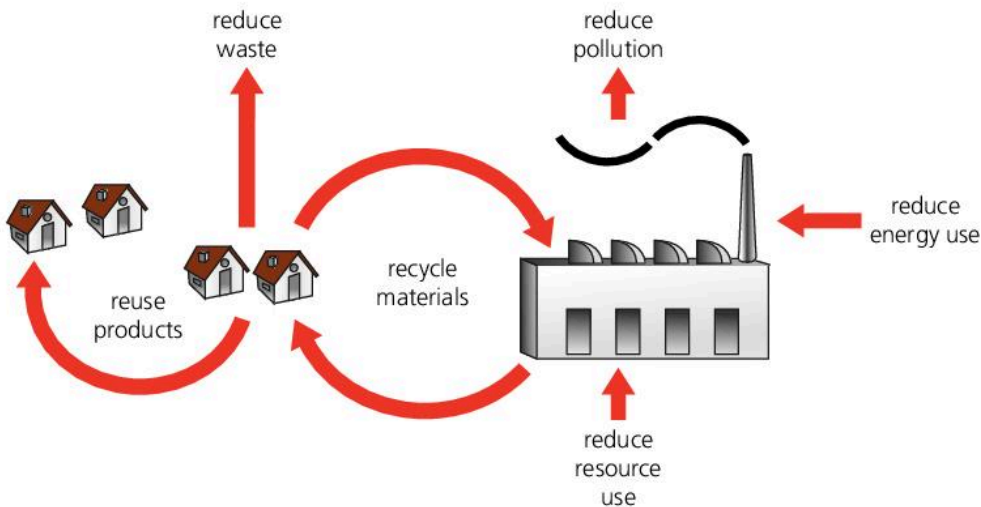 reduce
waste
reduce
pollution
reduce
energy use
recycle
materials
reuse
products
reduce
resource
use